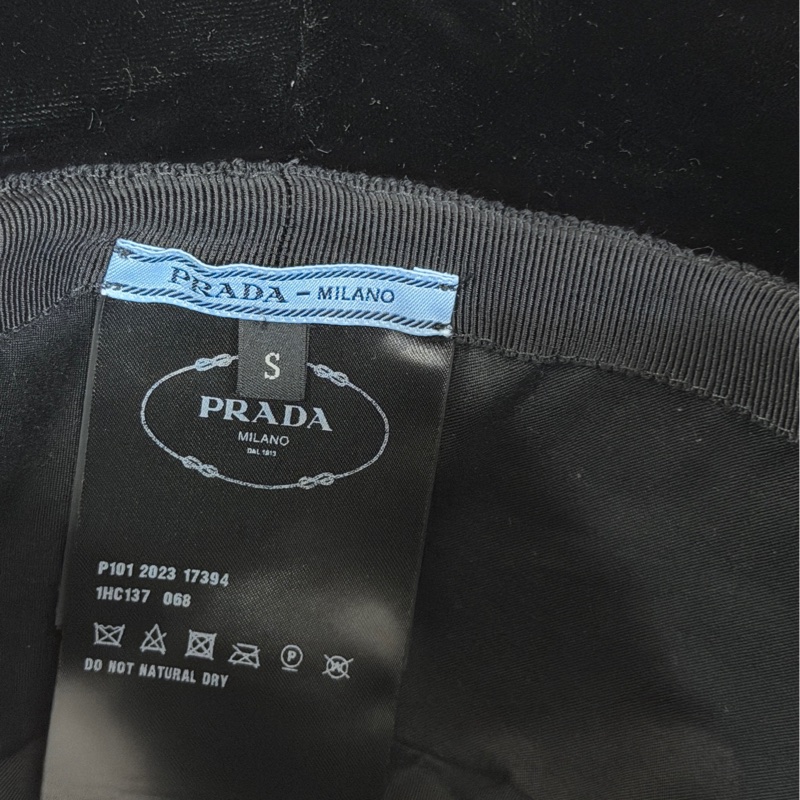 PRADA - MILANO
S
PRADA
MILANO
DAL 1913
P101 2023 17394
1HC137 068
P
W
DO NOT NATURAL DRY